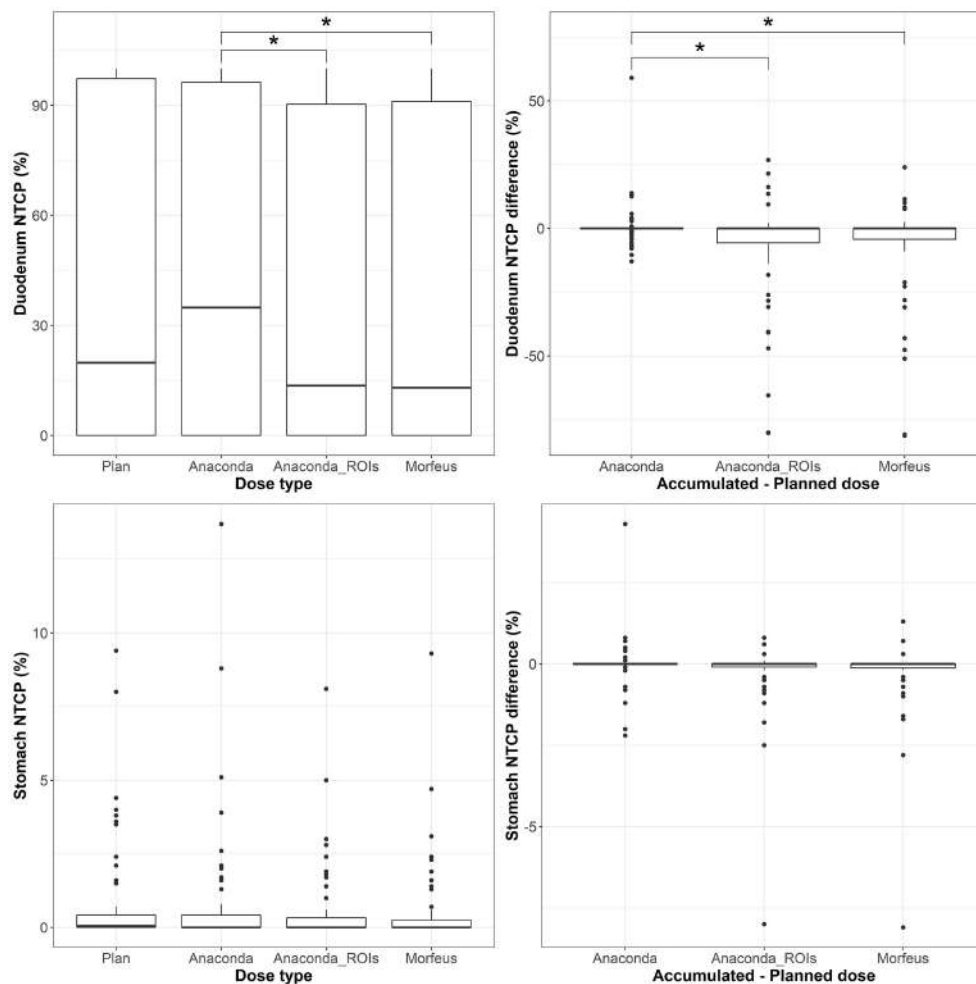 *
*
90
60
30
0
Duodenum NTCP (%)
Plan Anaconda Anaconda_ROIs Morfeus
Dose type
*
*
50
0
-50
Duodenum NTCP difference (%)
Anaconda Anaconda_ROIs Morfeus
Accumulated - Planned dose
10
5
0
Stomach NTCP (%)
Plan Anaconda Anaconda_ROIs Morfeus
Dose type
0
-5
Stomach NTCP difference (%)
Anaconda Anaconda_ROIs Morfeus
Accumulated - Planned dose